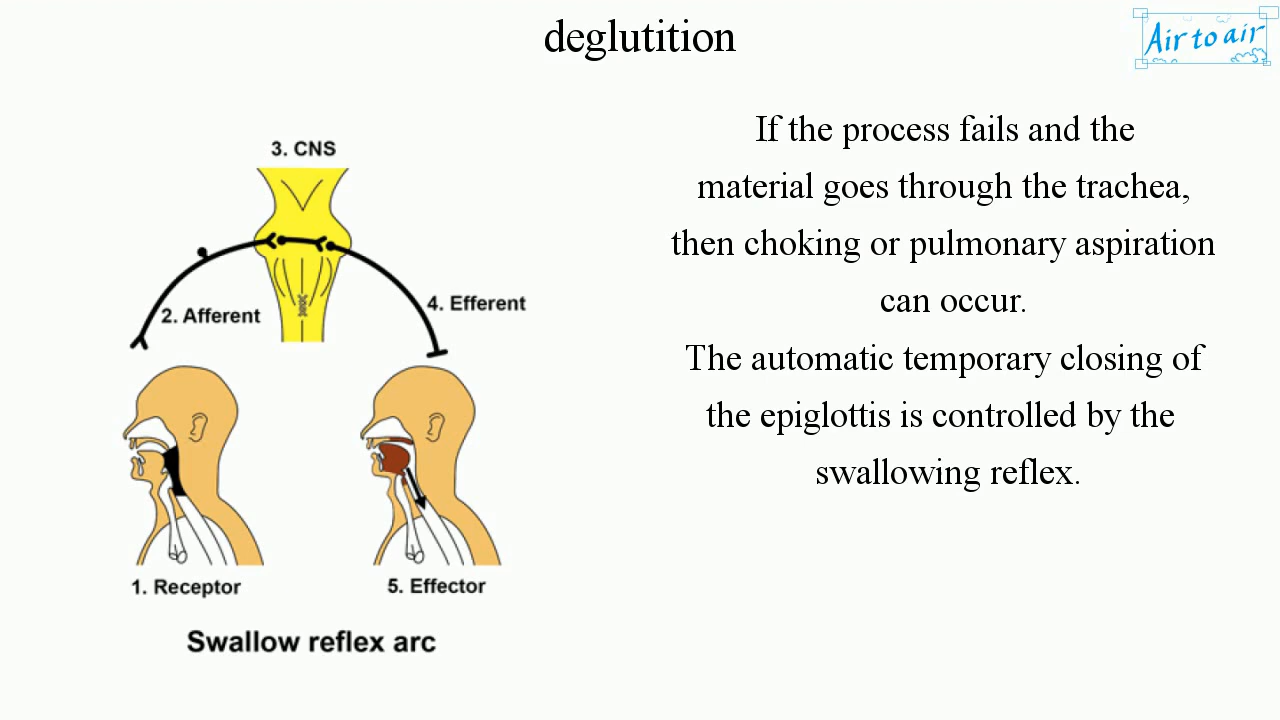 deglutition
Air to air
If the process fails and the
material goes through the trachea,
then choking or pulmonary aspiration
can occur.
The automatic temporary closing of
the epiglottis is controlled by the
swallowing reflex.
3. CNS
2. Afferent
4. Efferent
1. Receptor
5. Effector
Swallow reflex arc